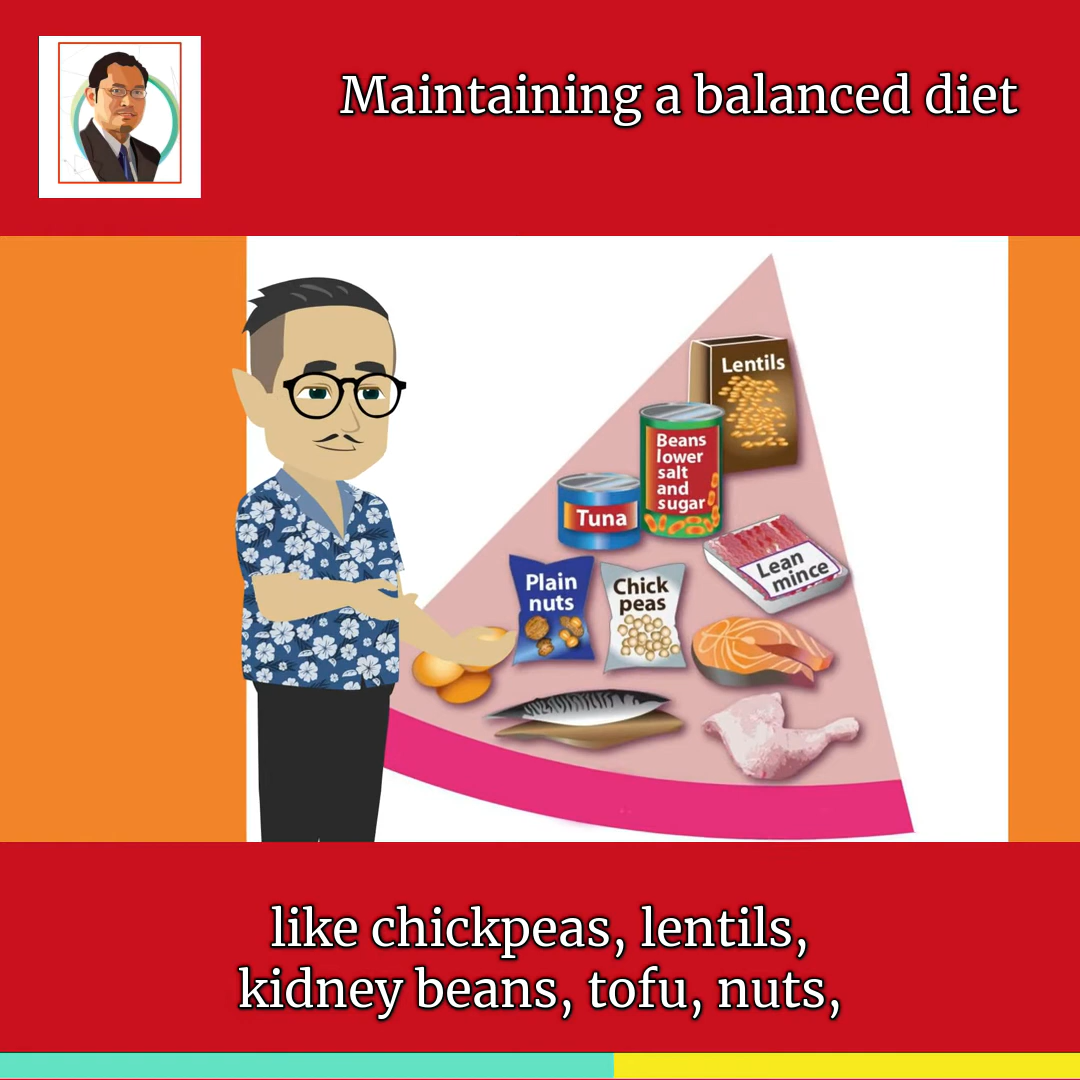 Maintaining a balanced diet
Lentils
Beans
lower
salt
and
sugar
Tuna
Lean
mince
Plain
nuts
Chick
peas
like chickpeas, lentils,
kidney beans, tofu, nuts,